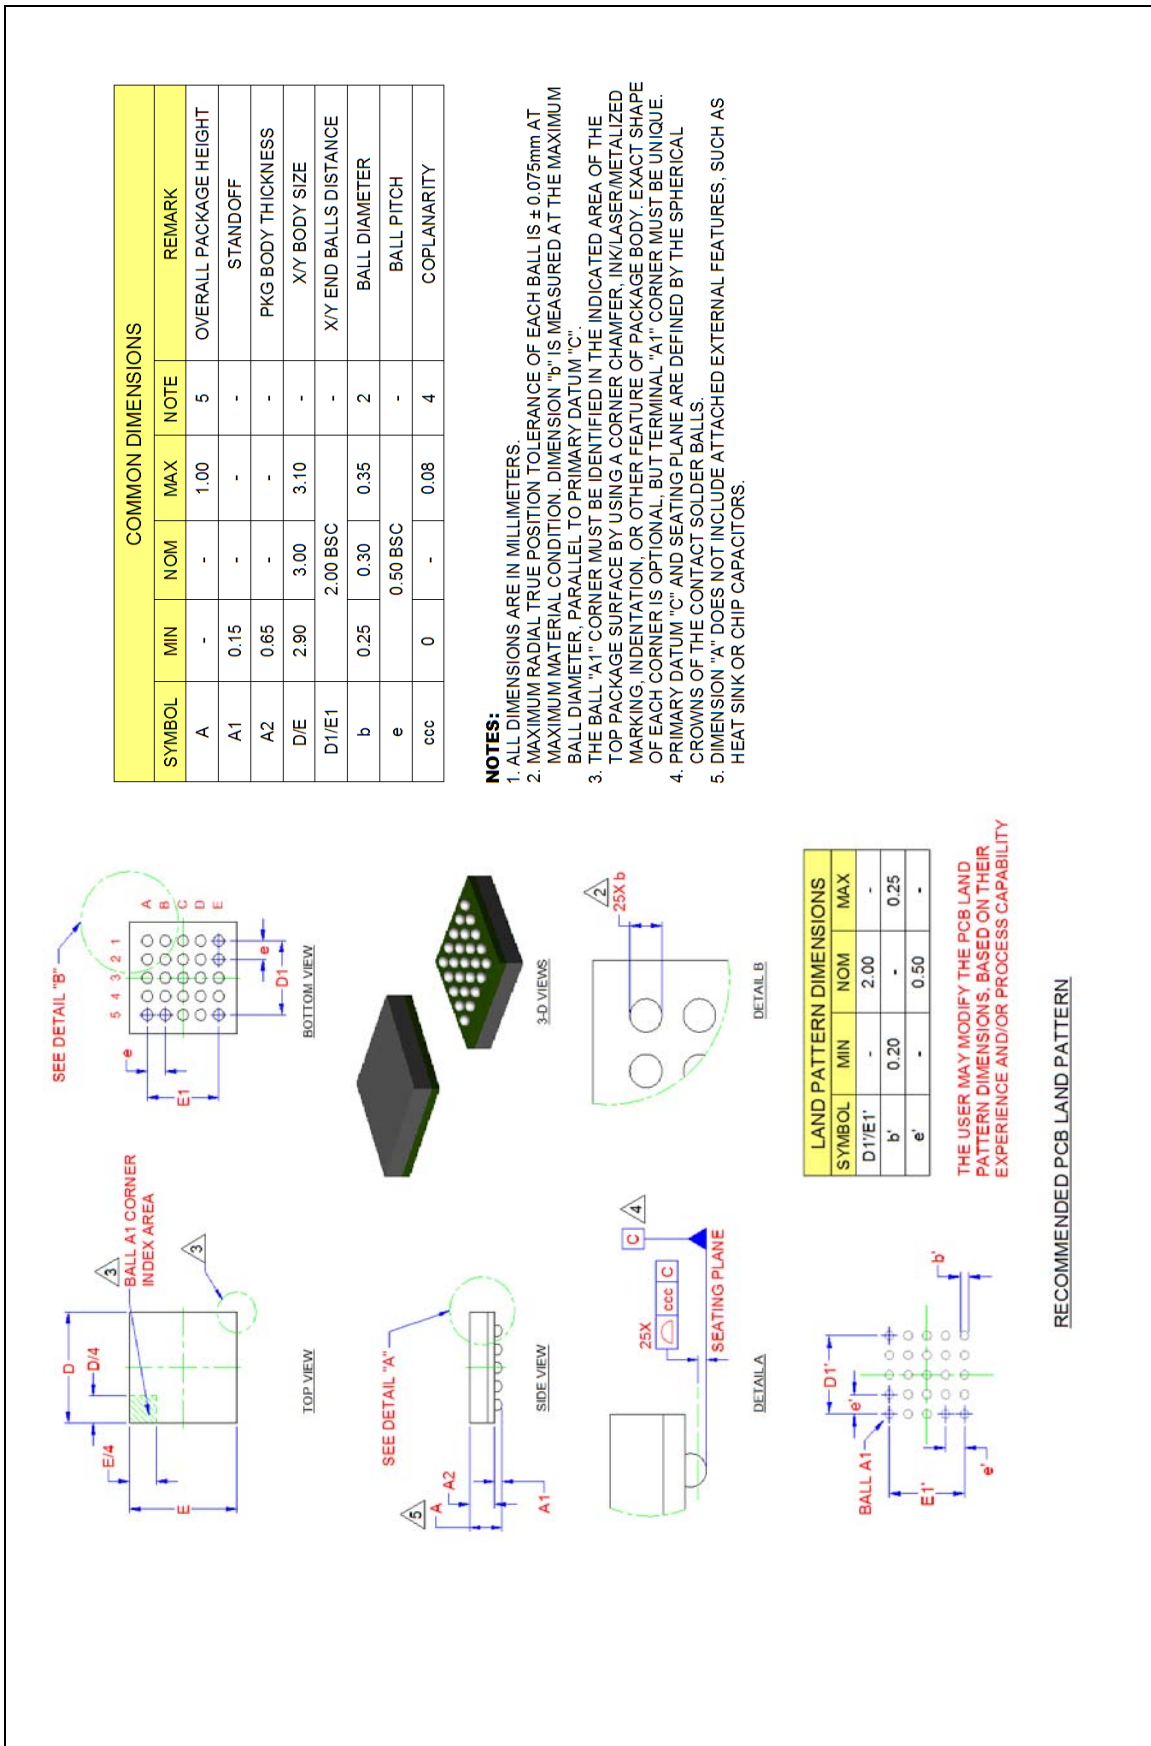 BALL A1 CORNER
INDEX AREA
3
3
D
D/4
E/4
E
TOP VIEW
SEE DETAIL "B"
5 4 3 2 1
A
B
C
D
E
e
E1
e
D1
BOTTOM VIEW
SEE DETAIL "A"
5
A
A2
A1
SIDE VIEW
3-D VIEWS
25X
ccc C
C
4
SEATING PLANE
DETAIL A
2
25X b
DETAIL B
BALL A1
D1'
e'
E1'
e'
b'
LAND PATTERN DIMENSIONS
SYMBOL MIN NOM MAX
D1'/E1' - 2.00 -
b' 0.20 - 0.25
e' - 0.50 -
THE USER MAY MODIFY THE PCB LAND
PATTERN DIMENSIONS, BASED ON THEIR
EXPERIENCE AND/OR PROCESS CAPABILITY
RECOMMENDED PCB LAND PATTERN
COMMON DIMENSIONS
SYMBOL MIN NOM MAX NOTE REMARK
A - - 1.00 5 OVERALL PACKAGE HEIGHT
A1 0.15 - - - STANDOFF
A2 0.65 - - - PKG BODY THICKNESS
D/E 2.90 3.00 3.10 - X/Y BODY SIZE
D1/E1 2.00 BSC - X/Y END BALLS DISTANCE
b 0.25 0.30 0.35 2 BALL DIAMETER
e 0.50 BSC - BALL PITCH
ccc 0 - 0.08 4 COPLANARITY
NOTES:
1. ALL DIMENSIONS ARE IN MILLIMETERS.
2. MAXIMUM RADIAL TRUE POSITION TOLERANCE OF EACH BALL IS ± 0.075mm AT
MAXIMUM MATERIAL CONDITION. DIMENSION "b" IS MEASURED AT THE MAXIMUM
BALL DIAMETER, PARALLEL TO PRIMARY DATUM "C".
3. THE BALL "A1" CORNER MUST BE IDENTIFIED IN THE INDICATED AREA OF THE
TOP PACKAGE SURFACE BY USING A CORNER CHAMFER, INK/LASER/METALIZED
MARKING, INDENTATION, OR OTHER FEATURE OF PACKAGE BODY. EXACT SHAPE
OF EACH CORNER IS OPTIONAL, BUT TERMINAL "A1" CORNER MUST BE UNIQUE.
4. PRIMARY DATUM "C" AND SEATING PLANE ARE DEFINED BY THE SPHERICAL
CROWNS OF THE CONTACT SOLDER BALLS.
5. DIMENSION "A" DOES NOT INCLUDE ATTACHED EXTERNAL FEATURES, SUCH AS
HEAT SINK OR CHIP CAPACITORS.